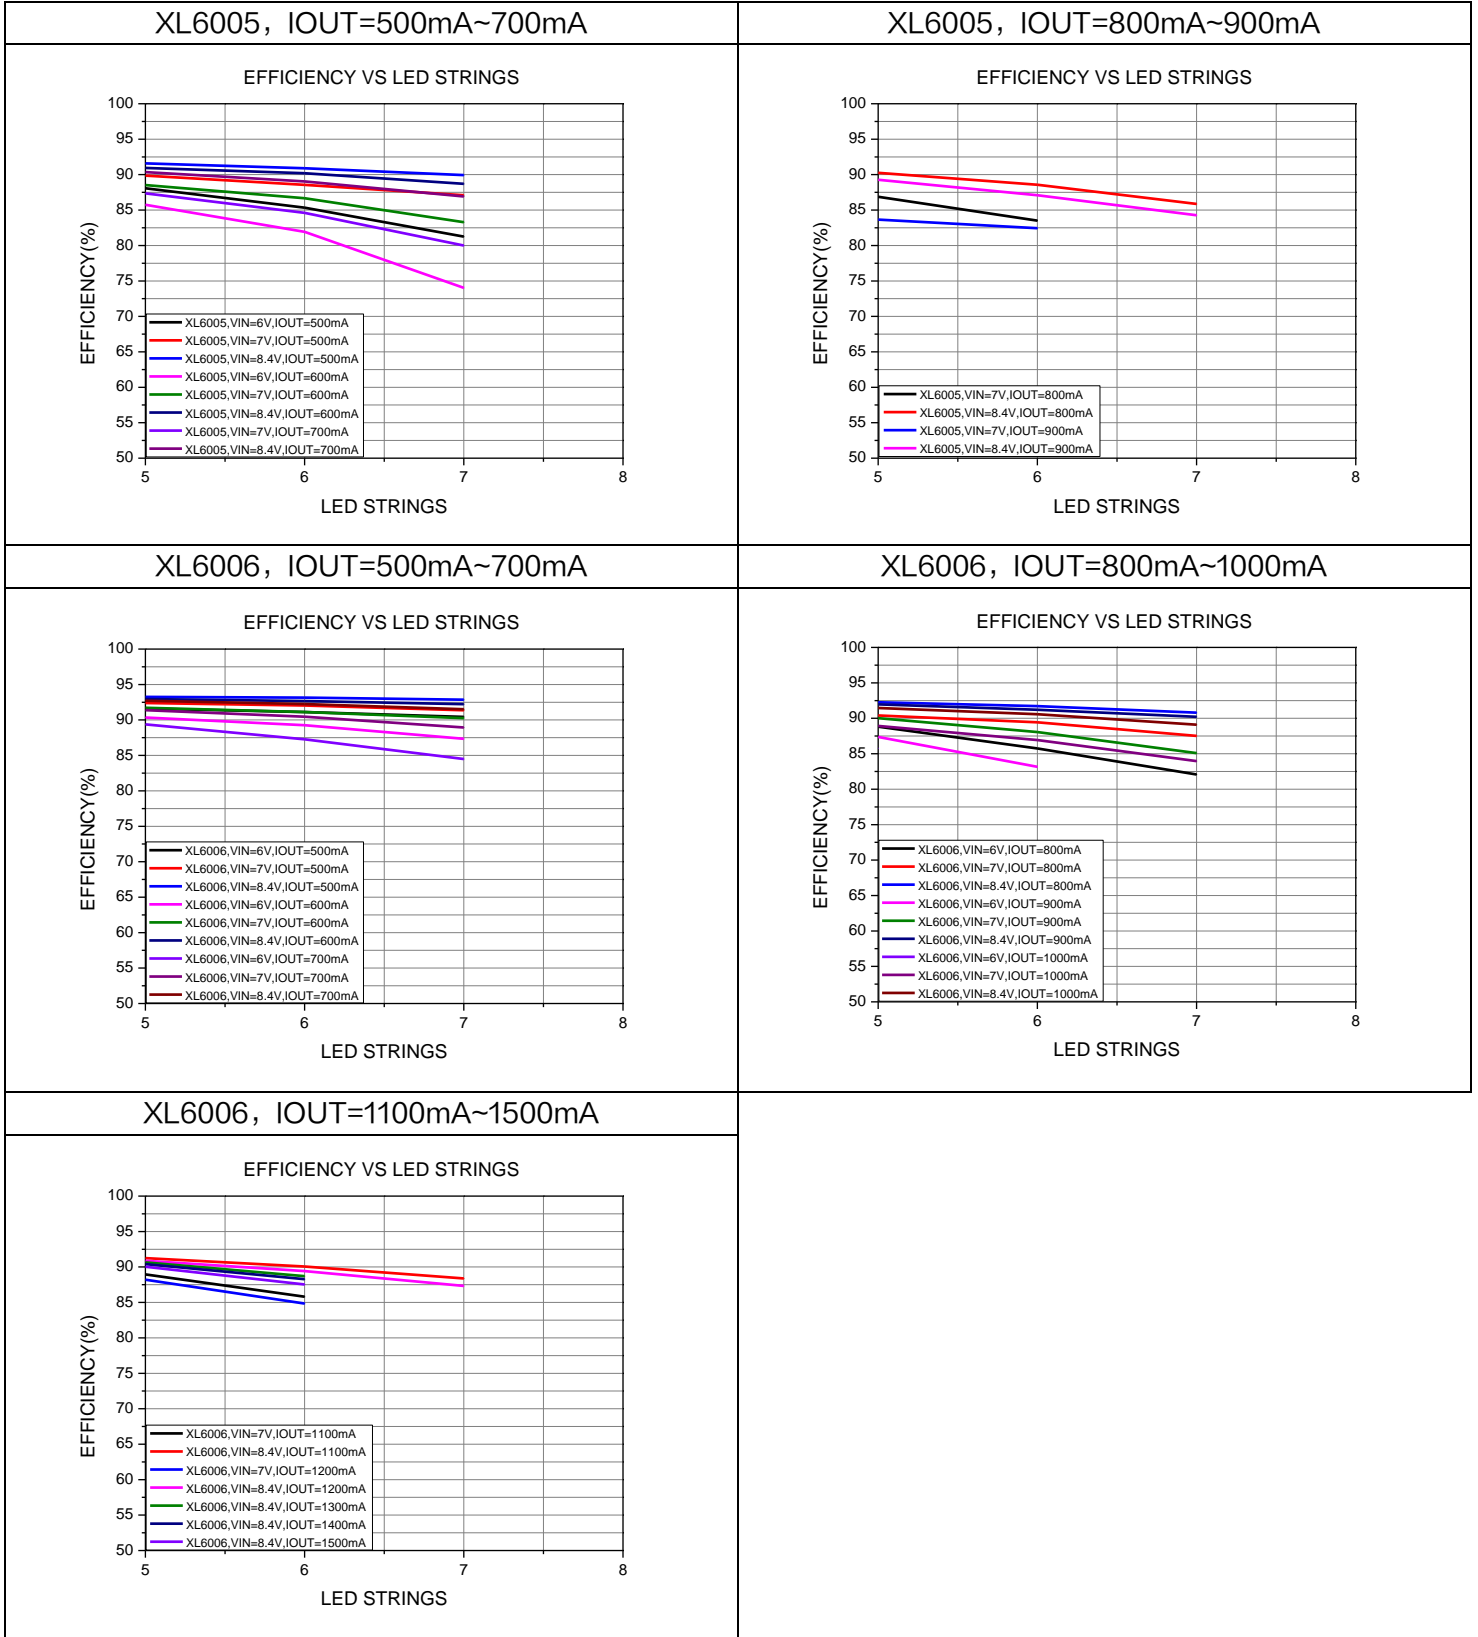 XL6005, IOUT=500mA~700mA
EFFICIENCY VS LED STRINGS
100
95
90
85
80
75
70
65
60
55
50
EFFICIENCY(%)
XL6005,VIN=6V,IOUT=500mA
XL6005,VIN=7V,IOUT=500mA
XL6005,VIN=8.4V,IOUT=500mA
XL6005,VIN=6V,IOUT=600mA
XL6005,VIN=7V,IOUT=600mA
XL6005,VIN=8.4V,IOUT=600mA
XL6005,VIN=7V,IOUT=700mA
XL6005,VIN=8.4V,IOUT=700mA
5 6 7 8
LED STRINGS
XL6005, IOUT=800mA~900mA
EFFICIENCY VS LED STRINGS
100
95
90
85
80
75
70
65
60
55
50
EFFICIENCY(%)
XL6005,VIN=7V,IOUT=800mA
XL6005,VIN=8.4V,IOUT=800mA
XL6005,VIN=7V,IOUT=900mA
XL6005,VIN=8.4V,IOUT=900mA
5 6 7 8
LED STRINGS
XL6006, IOUT=500mA~700mA
EFFICIENCY VS LED STRINGS
100
95
90
85
80
75
70
65
60
55
50
EFFICIENCY(%)
XL6006,VIN=6V,IOUT=500mA
XL6006,VIN=7V,IOUT=500mA
XL6006,VIN=8.4V,IOUT=500mA
XL6006,VIN=6V,IOUT=600mA
XL6006,VIN=7V,IOUT=600mA
XL6006,VIN=8.4V,IOUT=600mA
XL6006,VIN=6V,IOUT=700mA
XL6006,VIN=7V,IOUT=700mA
XL6006,VIN=8.4V,IOUT=700mA
5 6 7 8
LED STRINGS
XL6006, IOUT=800mA~1000mA
EFFICIENCY VS LED STRINGS
100
95
90
85
80
75
70
65
60
55
50
EFFICIENCY(%)
XL6006,VIN=6V,IOUT=800mA
XL6006,VIN=7V,IOUT=800mA
XL6006,VIN=8.4V,IOUT=800mA
XL6006,VIN=6V,IOUT=900mA
XL6006,VIN=7V,IOUT=900mA
XL6006,VIN=8.4V,IOUT=900mA
XL6006,VIN=6V,IOUT=1000mA
XL6006,VIN=7V,IOUT=1000mA
XL6006,VIN=8.4V,IOUT=1000mA
5 6 7 8
LED STRINGS
XL6006, IOUT=1100mA~1500mA
EFFICIENCY VS LED STRINGS
100
95
90
85
80
75
70
65
60
55
50
EFFICIENCY(%)
XL6006,VIN=7V,IOUT=1100mA
XL6006,VIN=8.4V,IOUT=1100mA
XL6006,VIN=7V,IOUT=1200mA
XL6006,VIN=8.4V,IOUT=1200mA
XL6006,VIN=8.4V,IOUT=1300mA
XL6006,VIN=8.4V,IOUT=1400mA
XL6006,VIN=8.4V,IOUT=1500mA
5 6 7 8
LED STRINGS